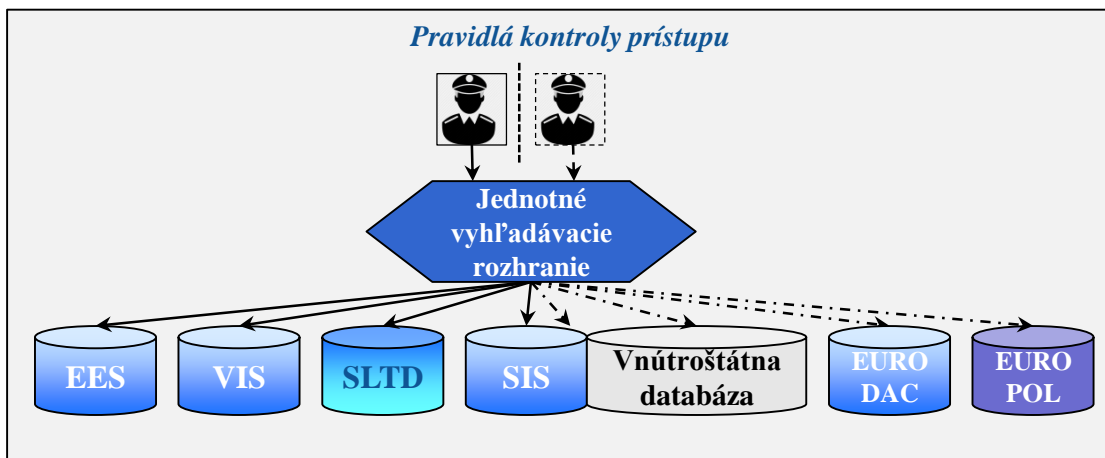 Pravidlá kontroly prístupu
Jednotné
vyhľadávacie
rozhranie
EES
VIS
SLTD
SIS
Vnútroštátna
databáza
EURO
DAC
EURO
POL